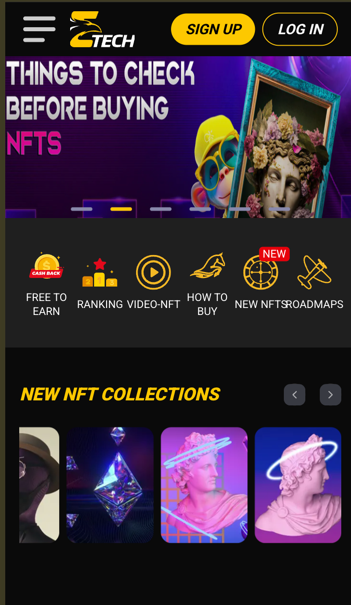 TECH
SIGN UP
LOG IN
THINGS TO CHECK
BEFORE BUYING
NFTS
CASH BACK
NEW
FREE TO
EARN
RANKING
VIDEO-NFT
HOW TO
BUY
NEW NFTS
ROADMAPS
NEW NFT COLLECTIONS